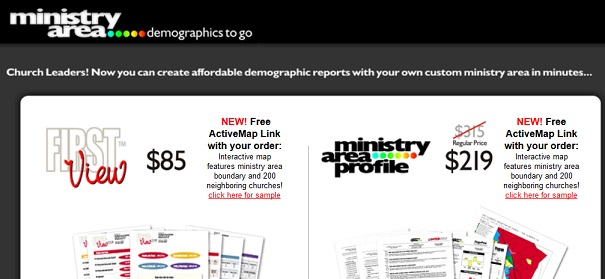 ministry
area demographics to go
Church Leaders! Now you can create affordable demographic reports with your own custom ministry area in minutes...
FIRST™
View
$85
NEW! Free
ActiveMap Link
with your order:
Interactive map
features ministry area
boundary and 200
neighboring churches!
click here for sample
ministry
area
profile
$315
Regular Price
$219
NEW! Free
ActiveMap Link
with your order:
Interactive map
features ministry area
boundary and 200
neighboring churches!
click here for sample